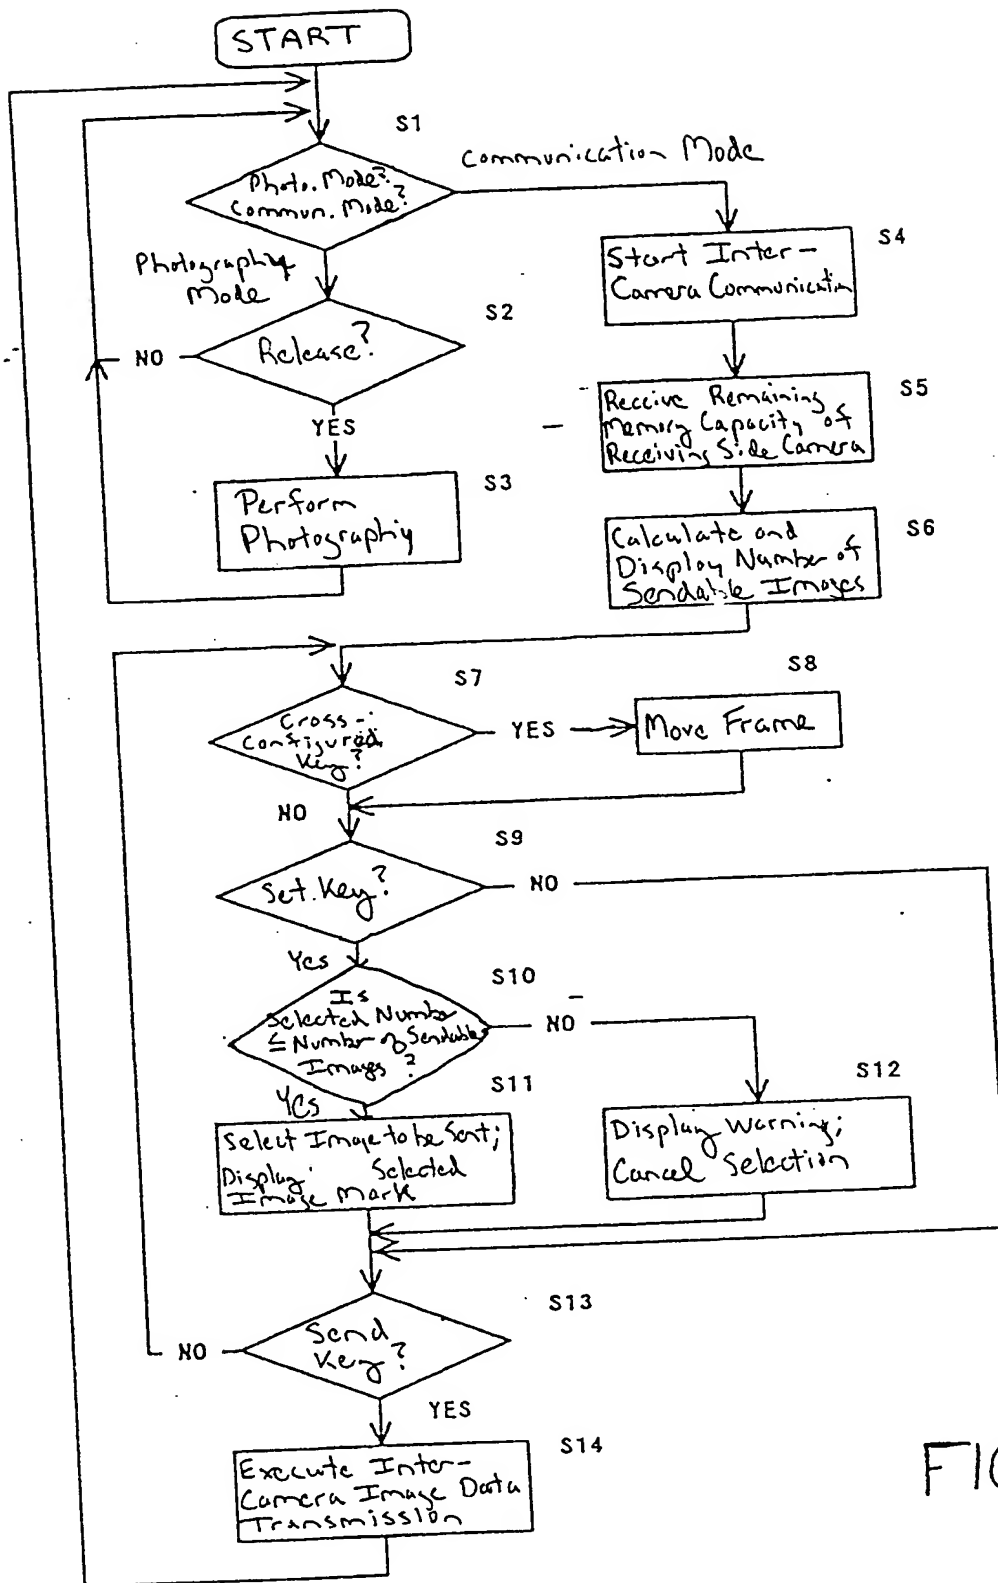 START
S1
Photo. Mode?
Commun. Mode?
Communication Mode
Photography
Mode
S2
Release?
NO
YES
S3
Perform
Photography
S4
Start Inter-
Camera Communication
S5
Receive Remaining
Memory Capacity of
Receiving Side Camera
S6
Calculate and
Display Number of
Sendable Images
S7
Cross-
Configured
Key?
YES
S8
Move Frame
NO
S9
Set. Key?
NO
Yes
S10
Is
Selected Number
≦ Number of Sendable
Images?
NO
Yes
S11
Select Image to be Sent;
Display Selected
Image Mark
S12
Display Warning;
Cancel Selection
S13
Send
Key?
NO
YES
S14
Execute Inter-
Camera Image Data
Transmission